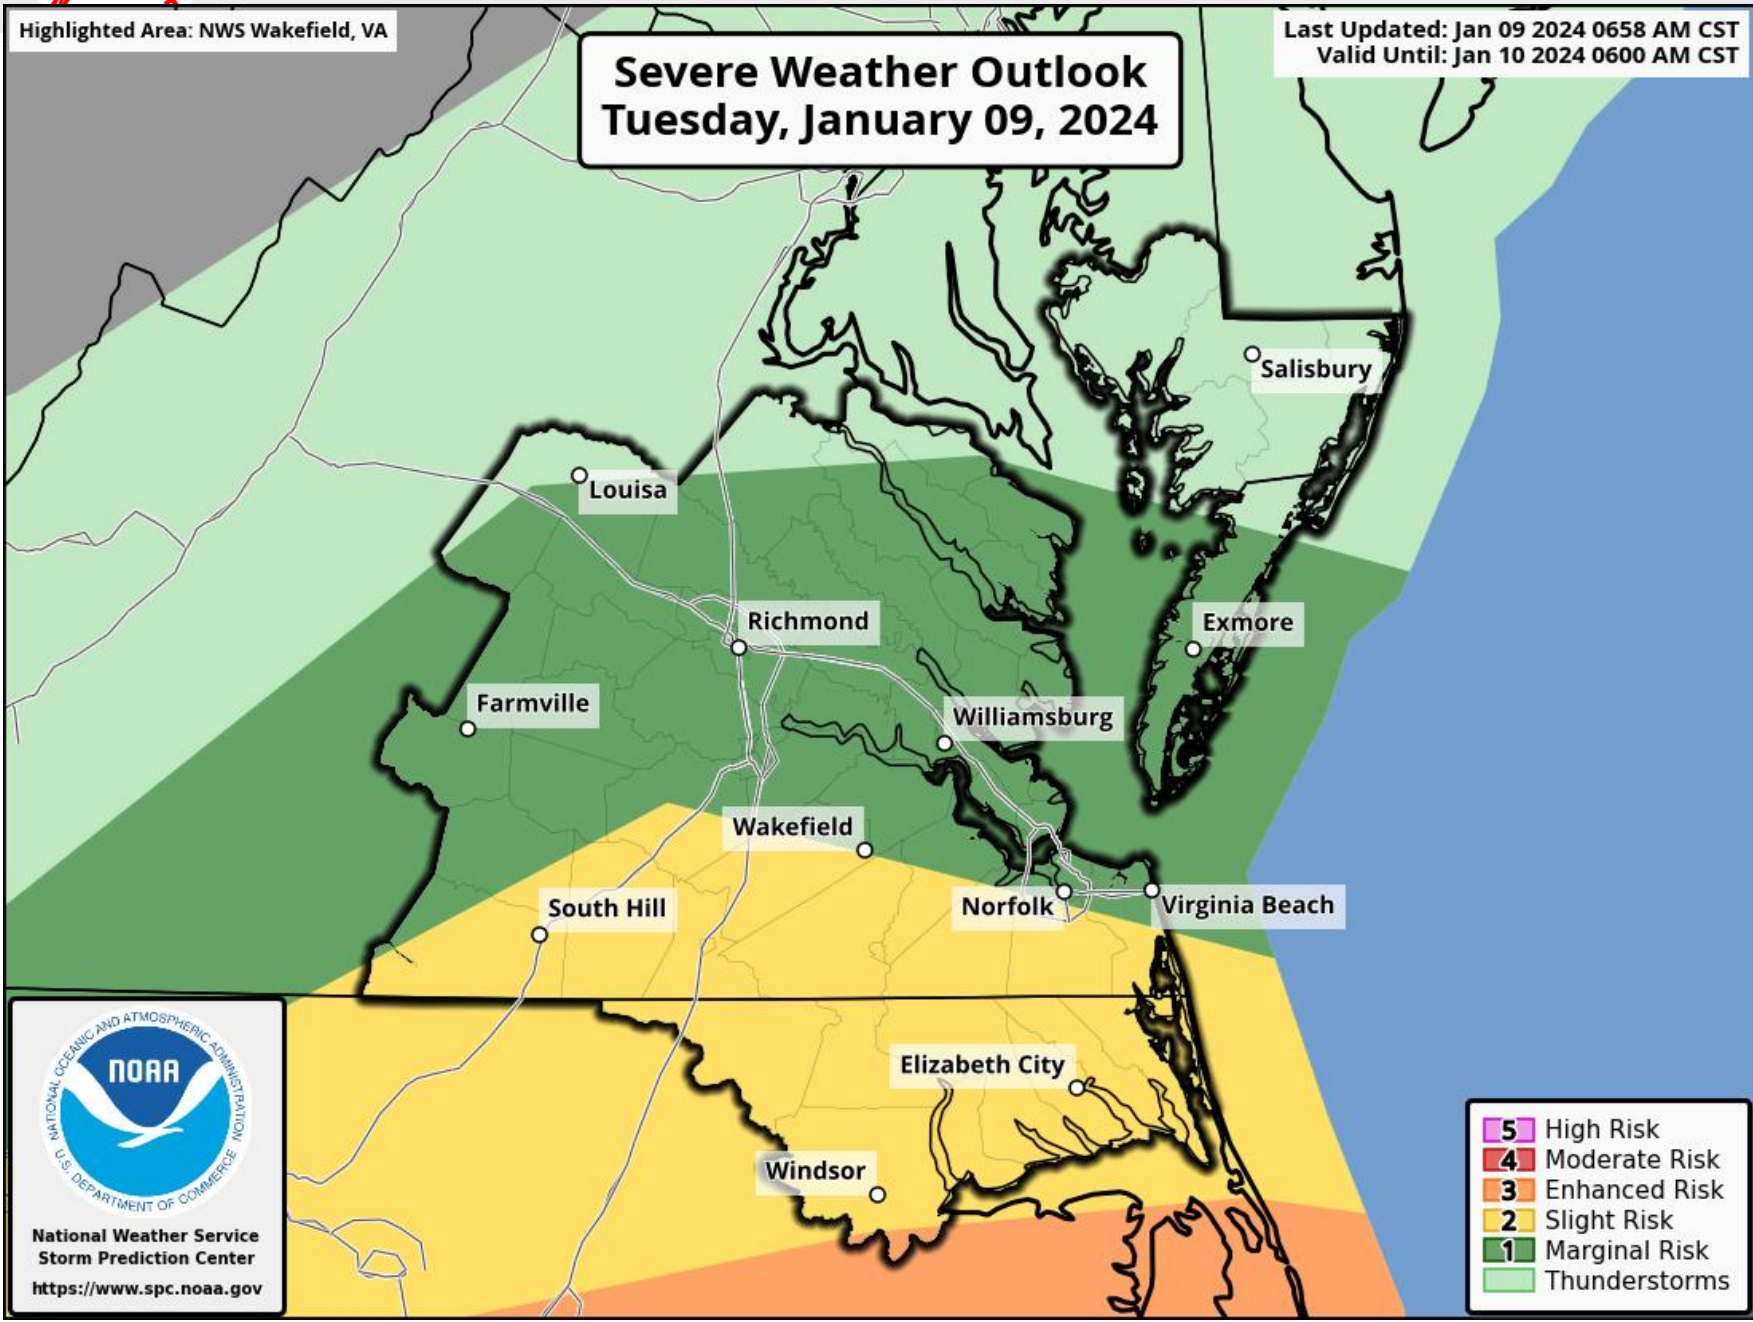 Highlighted Area: NWS Wakefield, VA
Severe Weather Outlook
Tuesday, January 09, 2024
Last Updated: Jan 09 2024 0658 AM CST
Valid Until: Jan 10 2024 0600 AM CST
Salisbury
Louisa
Richmond
Exmore
Farmville
Williamsburg
Wakefield
South Hill
Norfolk
Virginia Beach
Elizabeth City
Windsor
NATIONAL OCEANIC AND ATMOSPHERIC ADMINISTRATION
NOAA
U.S. DEPARTMENT OF COMMERCE
National Weather Service
Storm Prediction Center
https://www.spc.noaa.gov
5 High Risk
4 Moderate Risk
3 Enhanced Risk
2 Slight Risk
1 Marginal Risk
Thunderstorms